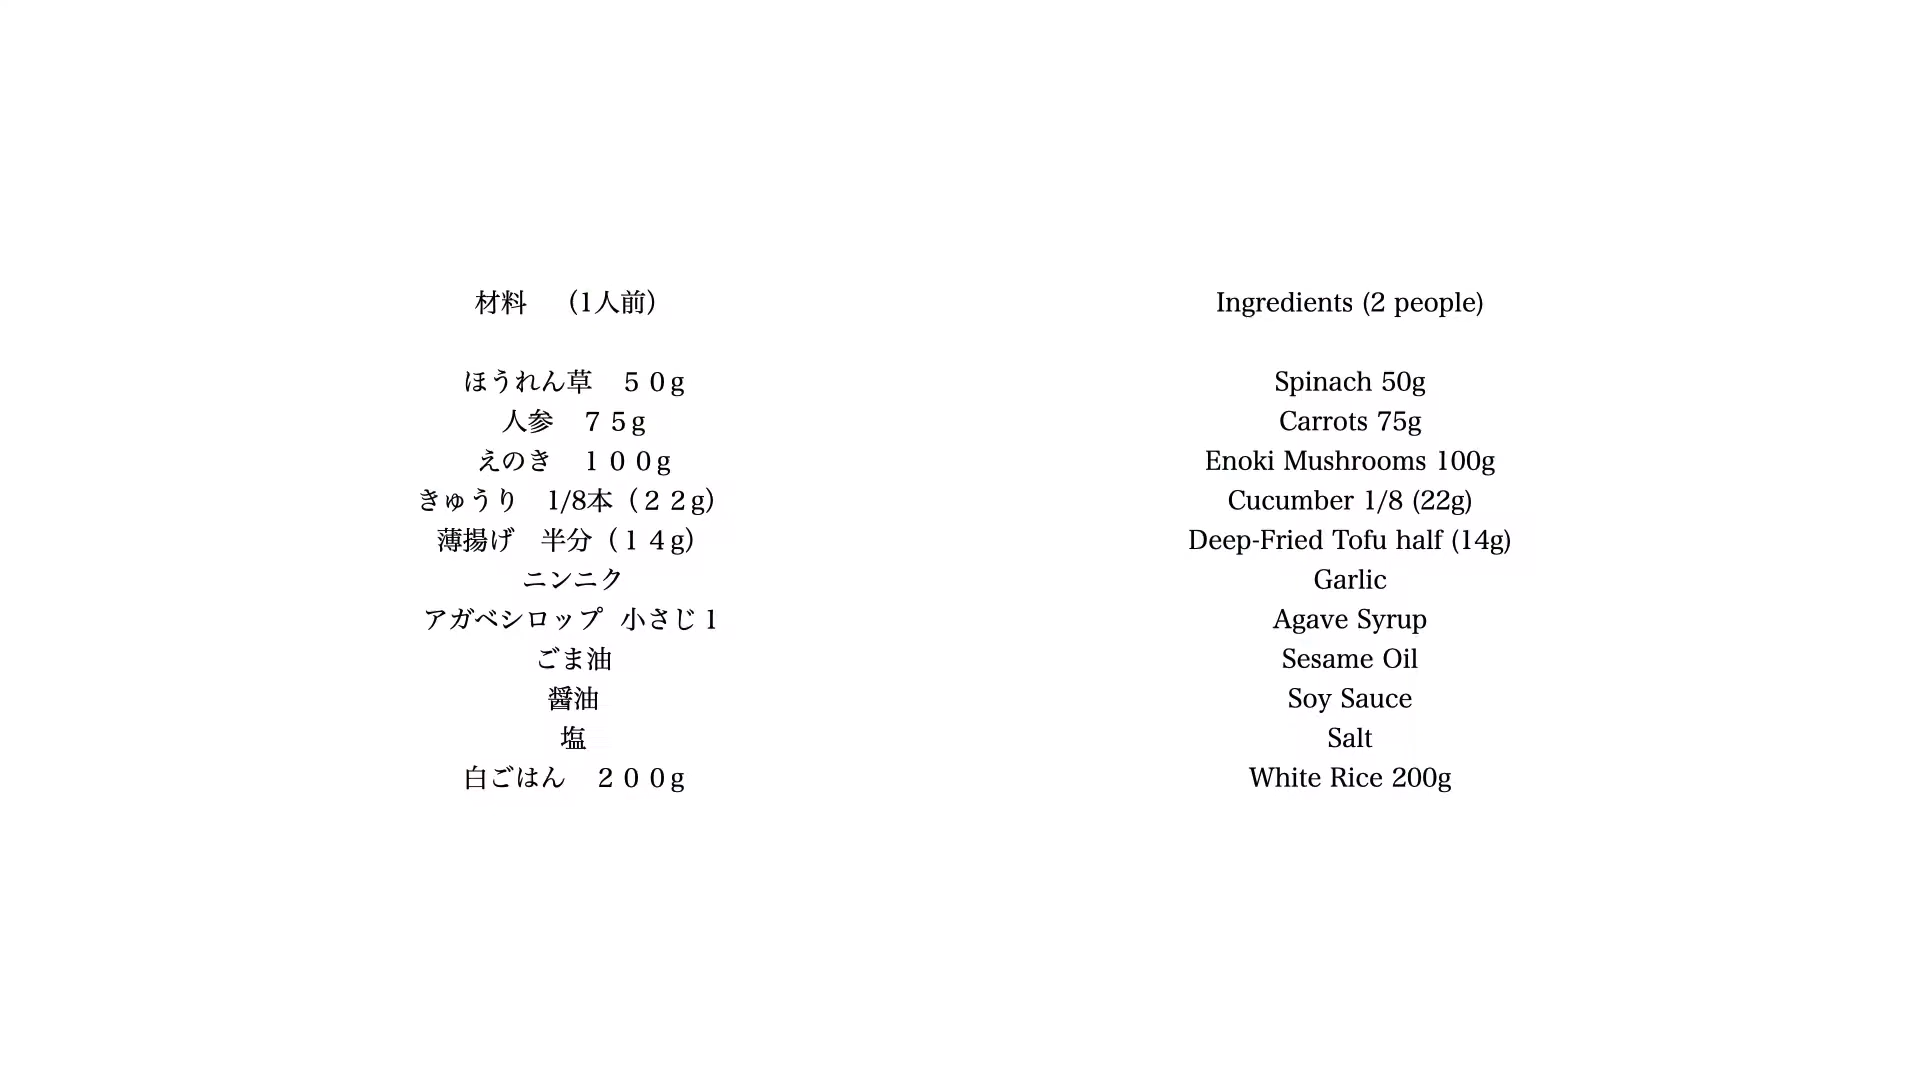 材料　（1人前）
ほうれん草　５０g
人参　７５g
えのき　１００g
きゅうり　1/8本（２２g）
薄揚げ　半分（１４g）
ニンニク
アガベシロップ 小さじ１
ごま油
醤油
塩
白ごはん　２００g
Ingredients (2 people)
Spinach 50g
Carrots 75g
Enoki Mushrooms 100g
Cucumber 1/8 (22g)
Deep-Fried Tofu half (14g)
Garlic
Agave Syrup
Sesame Oil
Soy Sauce
Salt
White Rice 200g